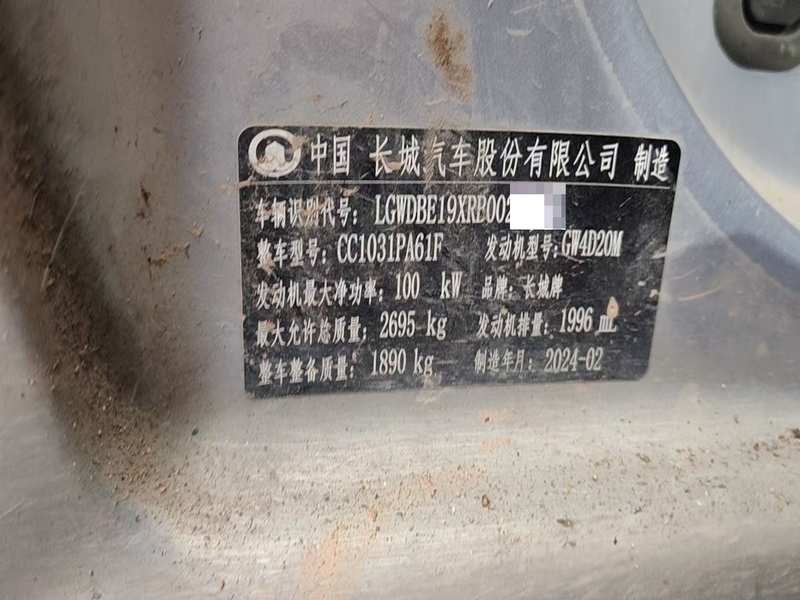 中国 长城汽车股份有限公司 制造
车辆识别代号: LGWDBE19XRB002
整车型号: CC1031PA61F 发动机型号: GW4D20M
发动机最大净功率: 100 kW 品牌: 长城牌
最大允许总质量: 2695 kg 发动机排量: 1996 mL
整车整备质量: 1890 kg 制造年月: 2024-02